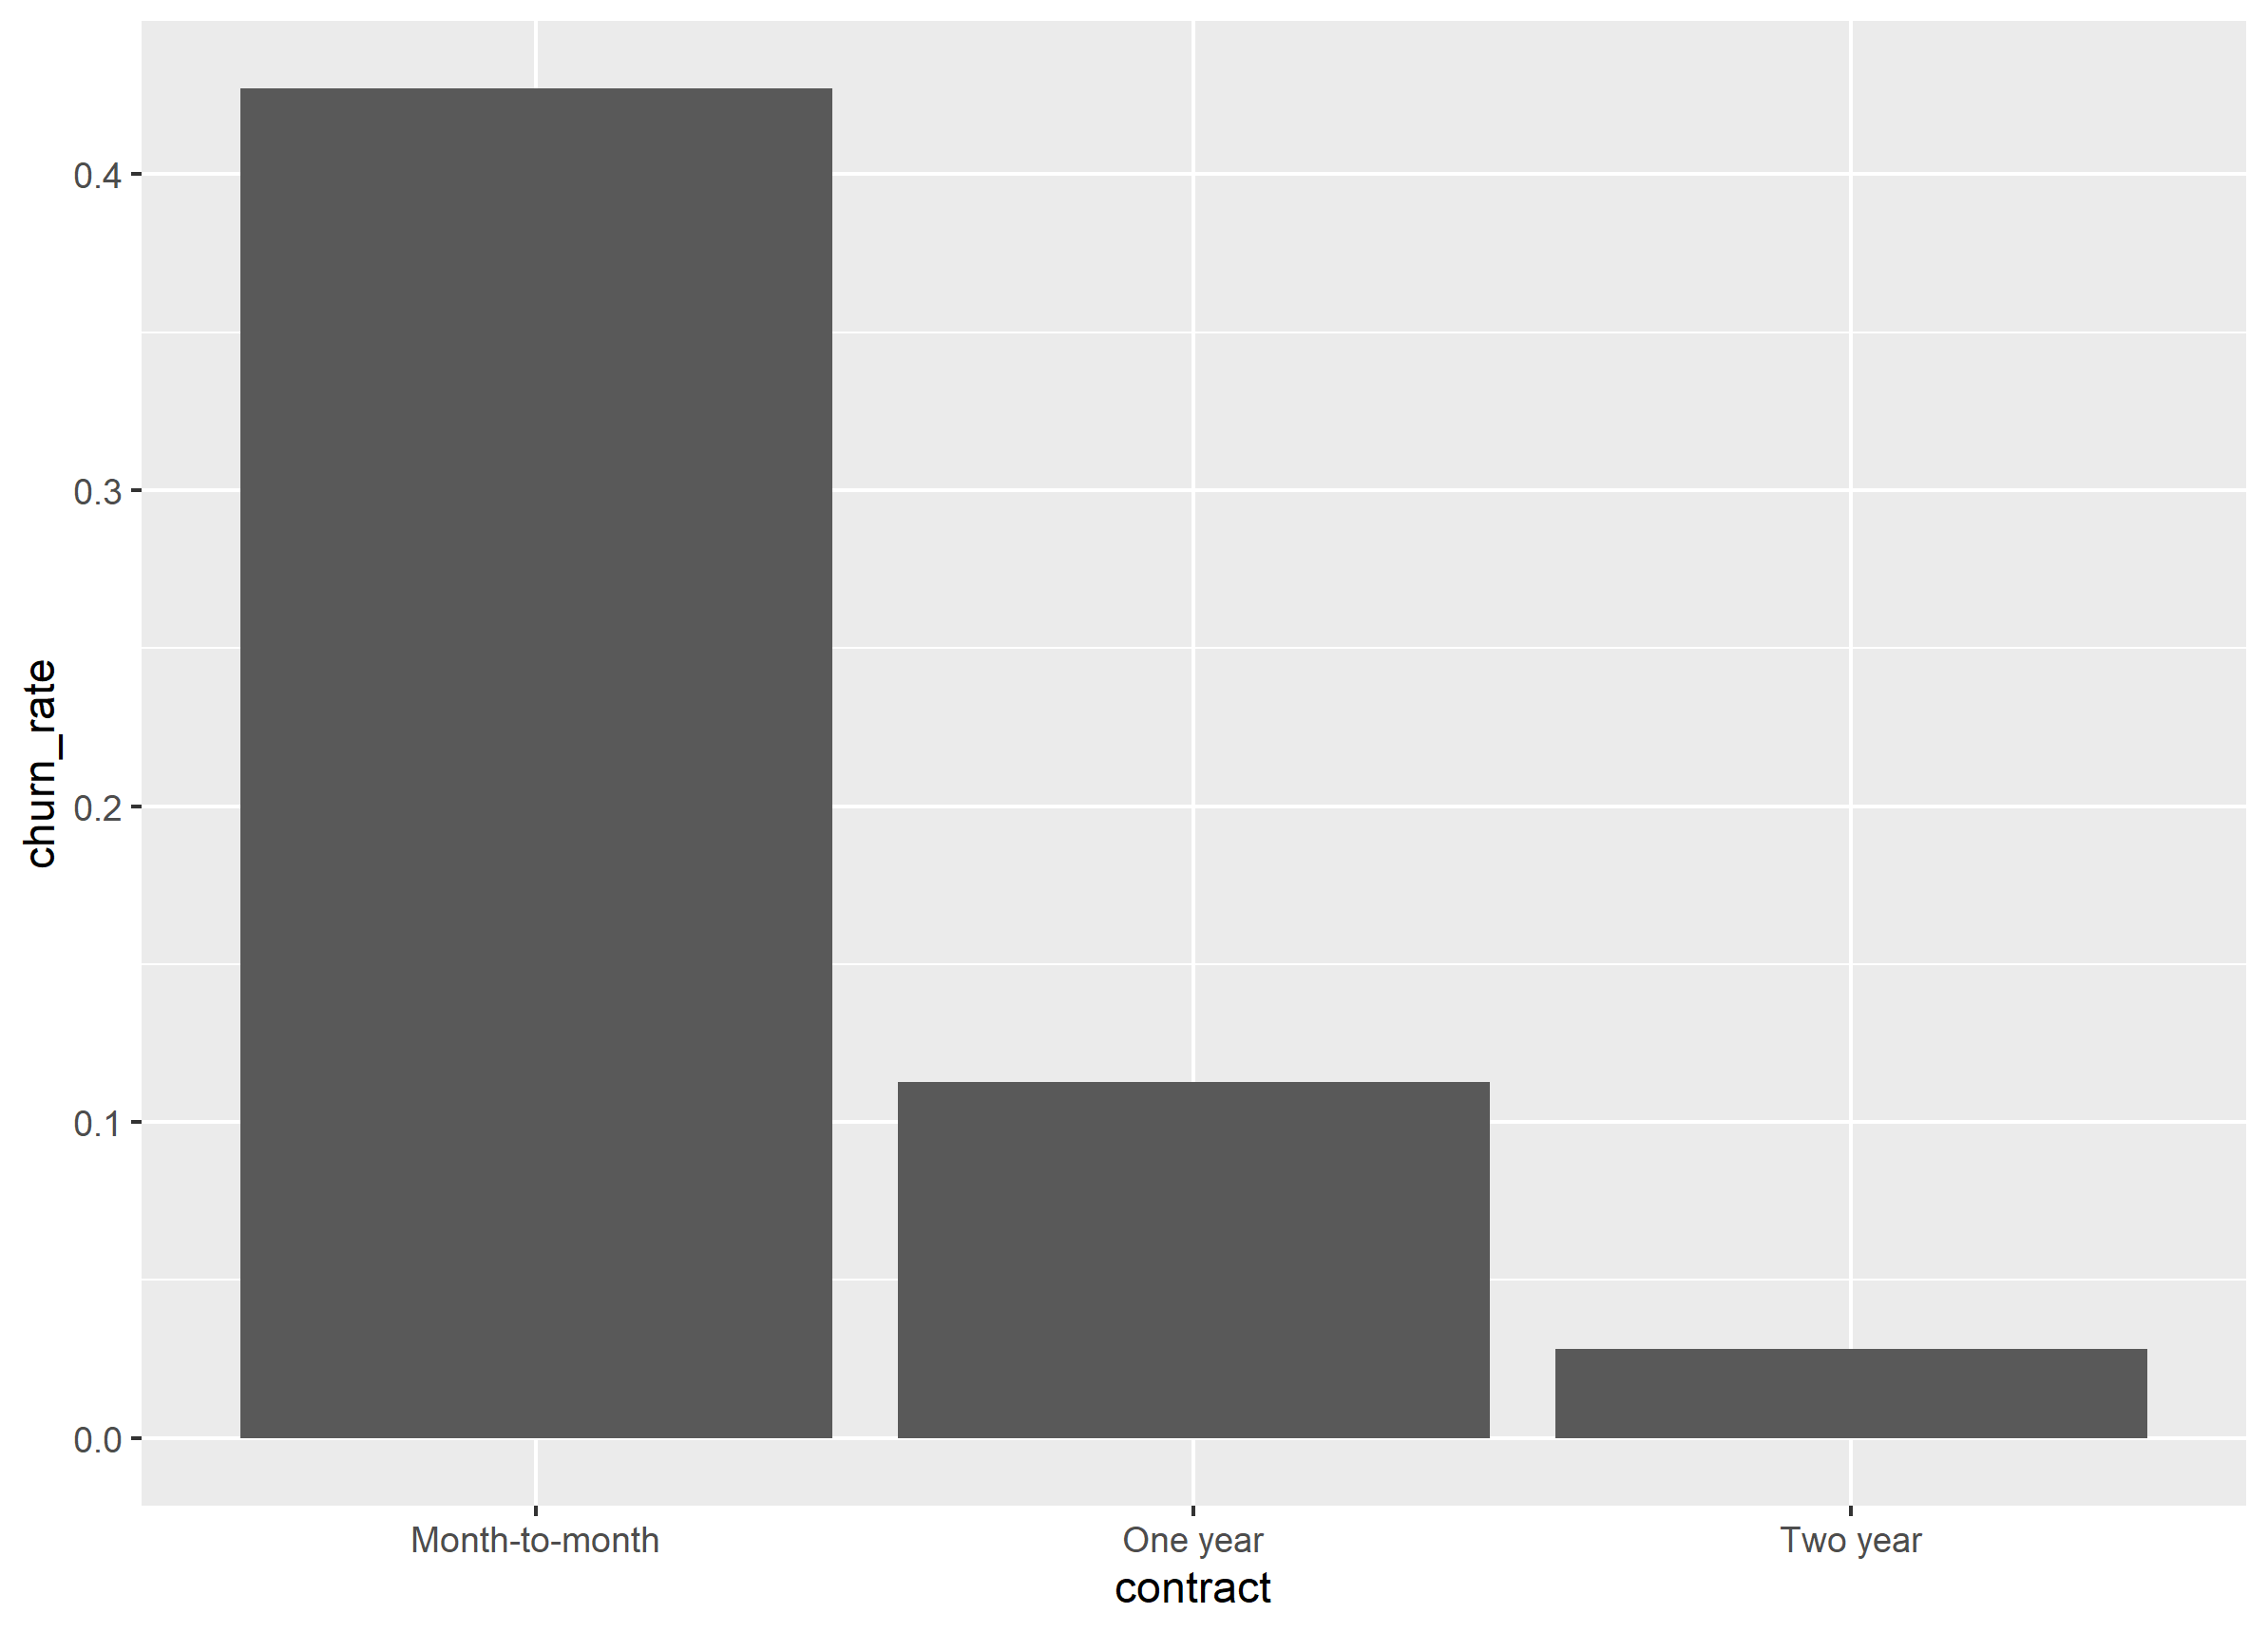 churn_rate
0.4
0.3
0.2
0.1
0.0
Month-to-month
One year
Two year
contract